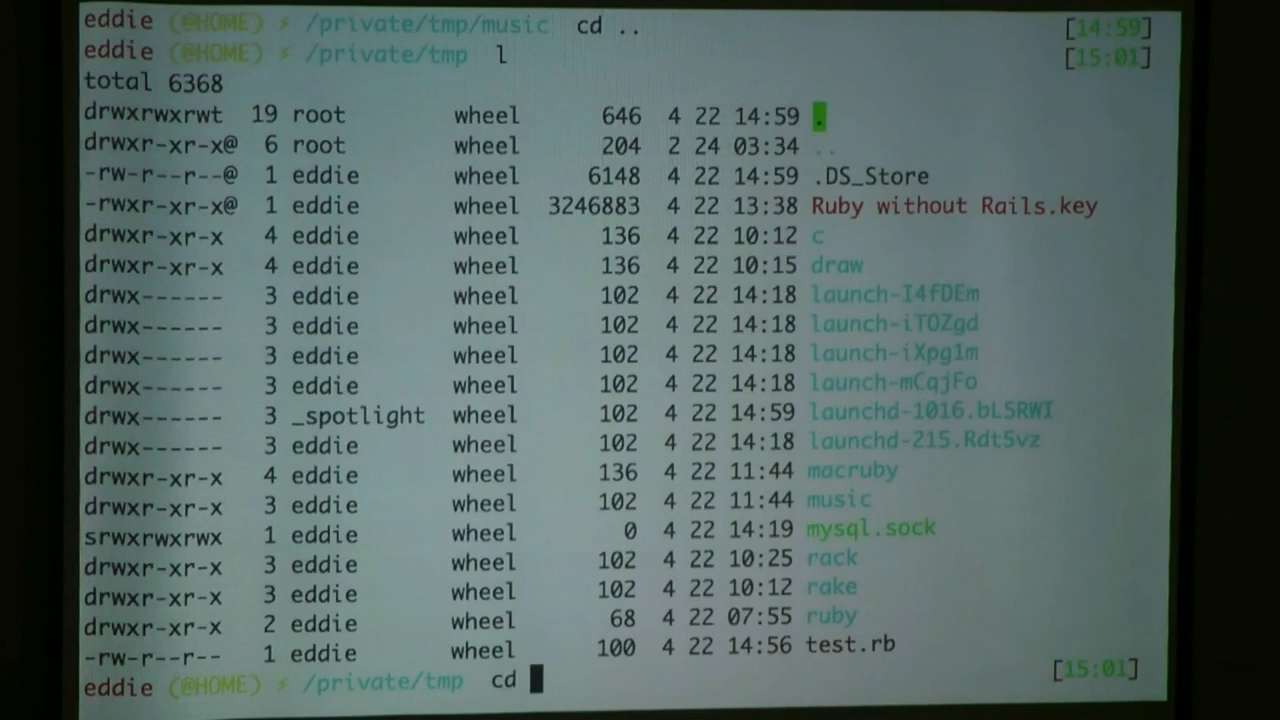 eddie (@HOME) ⚡ /private/tmp/music cd .. [14:59]
eddie (@HOME) ⚡ /private/tmp l [15:01]
total 6368
drwxrwxrwt 19 root wheel 646 4 22 14:59 .
drwxr-xr-x@ 6 root wheel 204 2 24 03:34 ..
-rw-r--r--@ 1 eddie wheel 6148 4 22 14:59 .DS_Store
-rwxr-xr-x@ 1 eddie wheel 3246883 4 22 13:38 Ruby without Rails.key
drwxr-xr-x 4 eddie wheel 136 4 22 10:12 c
drwxr-xr-x 4 eddie wheel 136 4 22 10:15 draw
drwx------ 3 eddie wheel 102 4 22 14:18 launch-I4fDEm
drwx------ 3 eddie wheel 102 4 22 14:18 launch-iTOZgd
drwx------ 3 eddie wheel 102 4 22 14:18 launch-iXpg1m
drwx------ 3 eddie wheel 102 4 22 14:18 launch-mCqjFo
drwx------ 3 _spotlight wheel 102 4 22 14:59 launchd-1016.bL5RWI
drwx------ 3 eddie wheel 102 4 22 14:18 launchd-215.Rdt5vz
drwxr-xr-x 4 eddie wheel 136 4 22 11:44 macruby
drwxr-xr-x 3 eddie wheel 102 4 22 11:44 music
srwxrwxrwx 1 eddie wheel 0 4 22 14:19 mysql.sock
drwxr-xr-x 3 eddie wheel 102 4 22 10:25 rack
drwxr-xr-x 3 eddie wheel 102 4 22 10:12 rake
drwxr-xr-x 2 eddie wheel 68 4 22 07:55 ruby
-rw-r--r-- 1 eddie wheel 100 4 22 14:56 test.rb
eddie (@HOME) ⚡ /private/tmp cd [15:01]